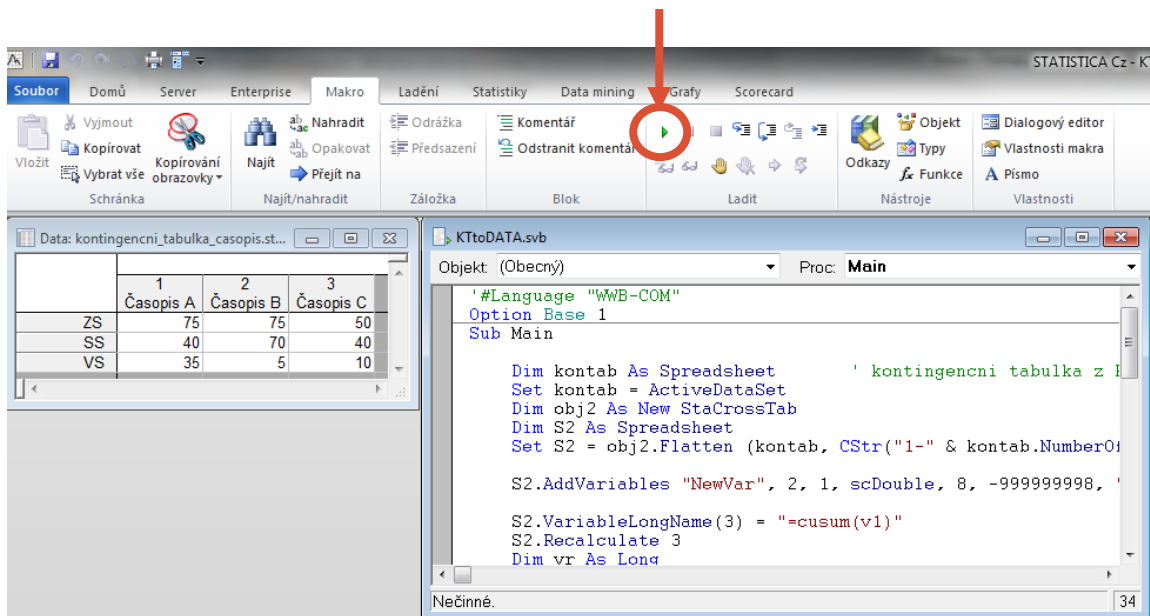 STATISTICA Cz - KT
Soubor Domů Server Enterprise Makro Ladění Statistiky Data mining Grafy Scorecard
Vložit
Vyjmout
Kopírovat
Vybrat vše
Kopírování obrazovky
Schránka
Najít
Nahradit
Opakovat
Přejít na
Najít/nahradit
Odrážka
Předsazení
Záložka
Komentář
Odstranit komentář
Blok
Ladit
Odkazy
Objekt
Typy
Funkce
Nástroje
Dialogový editor
Vlastnosti makra
Písmo
Vlastnosti
Data: kontingencni_tabulka_casopis.st...
1 2 3
Časopis A Časopis B Časopis C
ZS 75 75 50
SS 40 70 40
VS 35 5 10
KTtoDATA.svb
Objekt: (Obecný) Proc: Main
'#Language "WWB-COM"
Option Base 1
Sub Main
Dim kontab As Spreadsheet ' kontingencni tabulka z
Set kontab = ActiveDataSet
Dim obj2 As New StaCrossTab
Dim S2 As Spreadsheet
Set S2 = obj2.Flatten (kontab, CStr("1-" & kontab.NumberOf
S2.AddVariables "NewVar", 2, 1, scDouble, 8, -999999998, "
S2.VariableLongName(3) = "=cusum(v1)"
S2.Recalculate 3
Dim vr As Long
Nečinné. 34